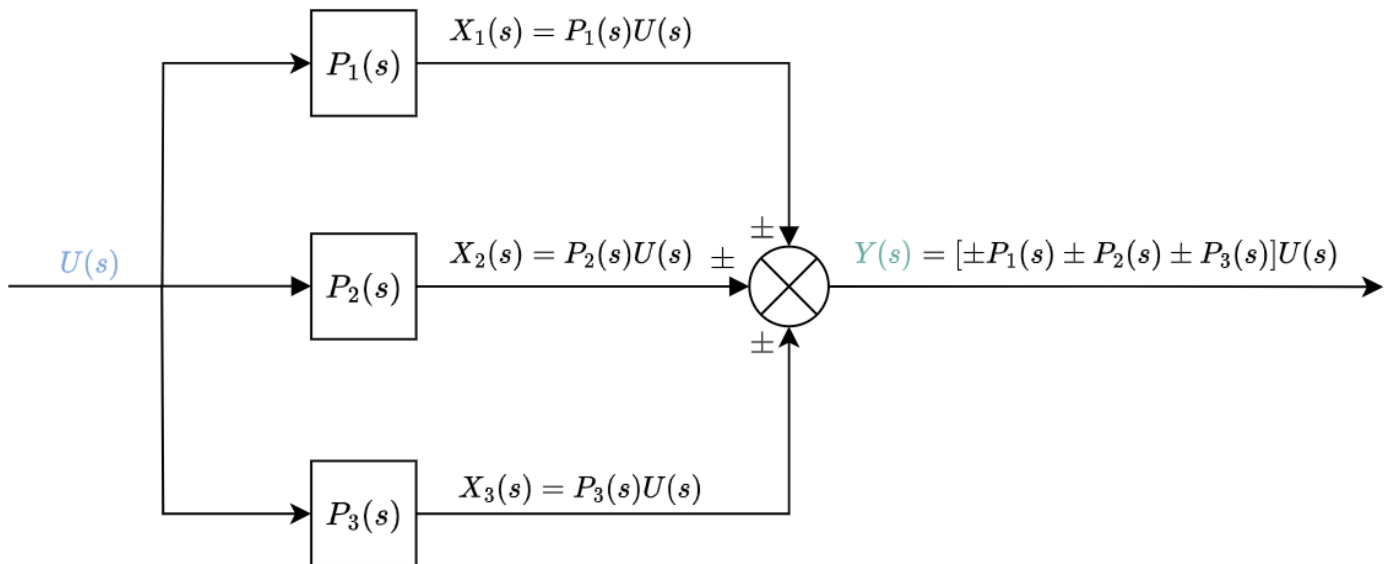 X₁(s) = P₁(s)U(s)
P₁(s)
±
U(s)
X₂(s) = P₂(s)U(s)
±
Y(s) = [±P₁(s) ± P₂(s) ± P₃(s)]U(s)
P₂(s)
±
X₃(s) = P₃(s)U(s)
P₃(s)